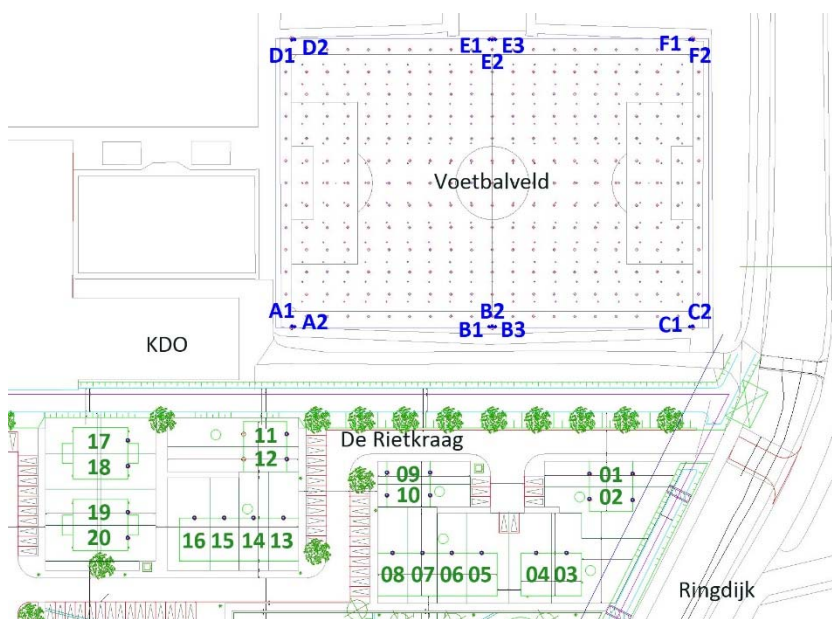 D1 D2 E1 E3 F1
E2 F2
Voetbalveld
A1 A2 B2 C2
B1 B3 C1
KDO
De Rietkraag
17 11 09 01
18 12 10 02
19
20 16 15 14 13
08 07 06 05 04 03
Ringdijk